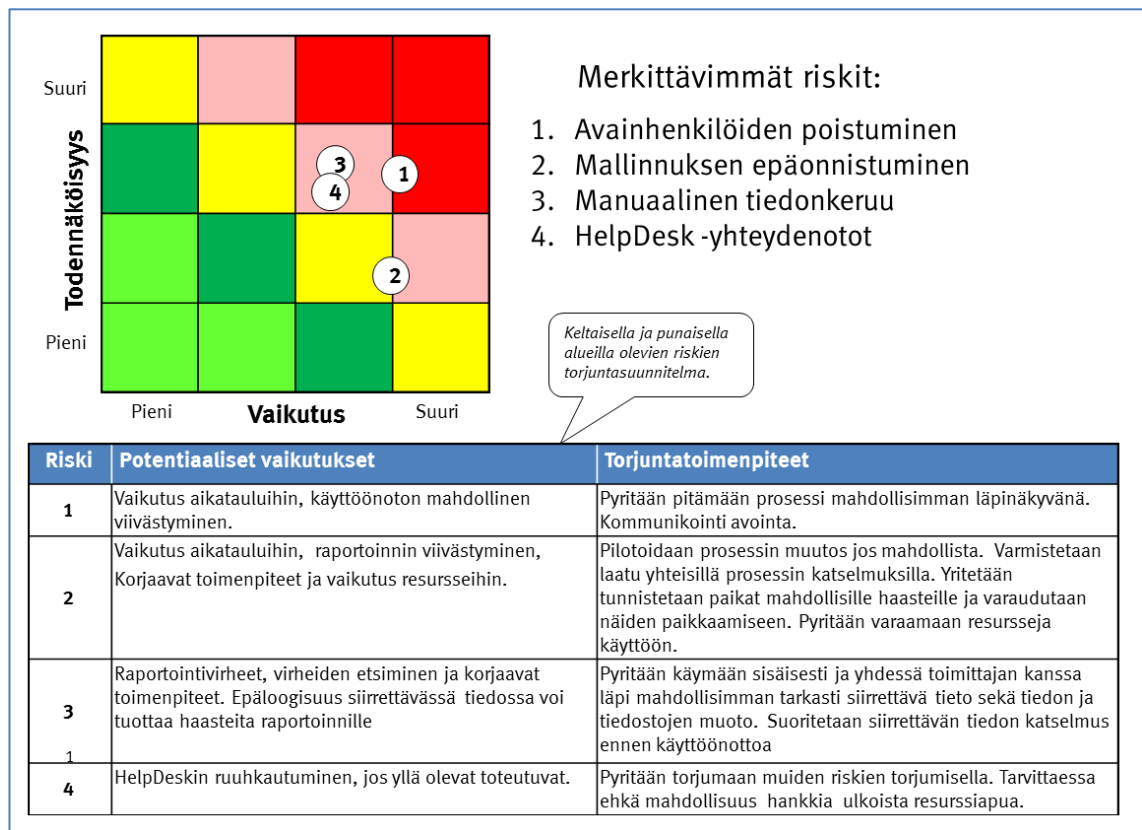 Merkittävimmät riskit:
1. Avainhenkilöiden poistuminen
2. Mallinnuksen epäonnistuminen
3. Manuaalinen tiedonkeruu
4. HelpDesk -yhteydenotot
Suuri
Todennäköisyys
Pieni
3
4
1
2
Pieni
Vaikutus
Suuri
Keltaisella ja punaisella
alueilla olevien riskien
torjuntasuunnitelma.
Riski Potentiaaliset vaikutukset Torjuntatoimenpiteet
1
Vaikutus aikatauluihin, käyttöönoton mahdollinen
viivästyminen.
Pyritään pitämään prosessi mahdollisimman läpinäkyvänä.
Kommunikointi avointa.
2
Vaikutus aikatauluihin, raportoinnin viivästyminen,
Korjaavat toimenpiteet ja vaikutus resursseihin.
Pilotoidaan prosessin muutos jos mahdollista. Varmistetaan
laatu yhteisillä prosessin katselmuksilla. Yritetään
tunnistetaan paikat mahdollisille haasteille ja varaudutaan
näiden paikkaamiseen. Pyritään varaamaan resursseja
käyttöön.
3
1
Raportointivirheet, virheiden etsiminen ja korjaavat
toimenpiteet. Epäloogisuus siirrettävässä tiedossa voi
tuottaa haasteita raportoinnille
Pyritään käymään sisäisesti ja yhdessä toimittajan kanssa
läpi mahdollisimman tarkasti siirrettävä tieto sekä tiedon ja
tiedostojen muoto. Suoritetaan siirrettävän tiedon katselmus
ennen käyttöönottoa
4
HelpDeskin ruuhkautuminen, jos yllä olevat toteutuvat.
Pyritään torjumaan muiden riskien torjumisella. Tarvittaessa
ehkä mahdollisuus hankkia ulkoista resurssiapua.